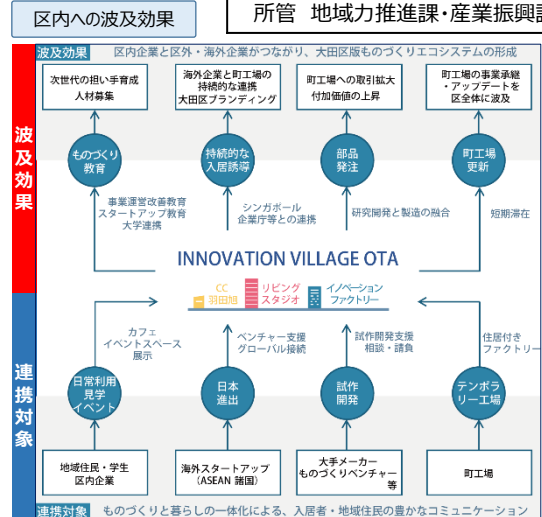 区内への波及効果
所管 地域力推進課・産業振興課
波及効果 区内企業と区外・海外企業がつながり、大田区版ものづくりエコシステムの形成
次世代の担い手育成
人材募集
海外企業と町工場の
持続的な連携
大田区ブランディング
町工場への取引拡大
付加価値の上昇
町工場の事業承継
・アップデートを
区全体に波及
波及効果
ものづくり
教育
持続的な
入居誘導
部品
発注
町工場
更新
事業運営改善教育
スタートアップ教育
大学連携
シンガポール
企業庁等との連携
研究開発と製造の融合
短期滞在
INNOVATION VILLAGE OTA
CC
羽田旭
リビング
スタジオ
イノベーション
ファクトリー
連携対象
カフェ
イベントスペース
展示
ベンチャー支援
グローバル接続
試作開発支援
相談・請負
住居付き
ファクトリー
日常利用
見学
イベント
日本
進出
試作
開発
テンポラ
リー工場
地域住民・学生
区内企業
海外スタートアップ
(ASEAN 諸国)
大手メーカー
ものづくりベンチャー
等
町工場
連携対象 ものづくりと暮らしの一体化による、入居者・地域住民の豊かなコミュニケーション